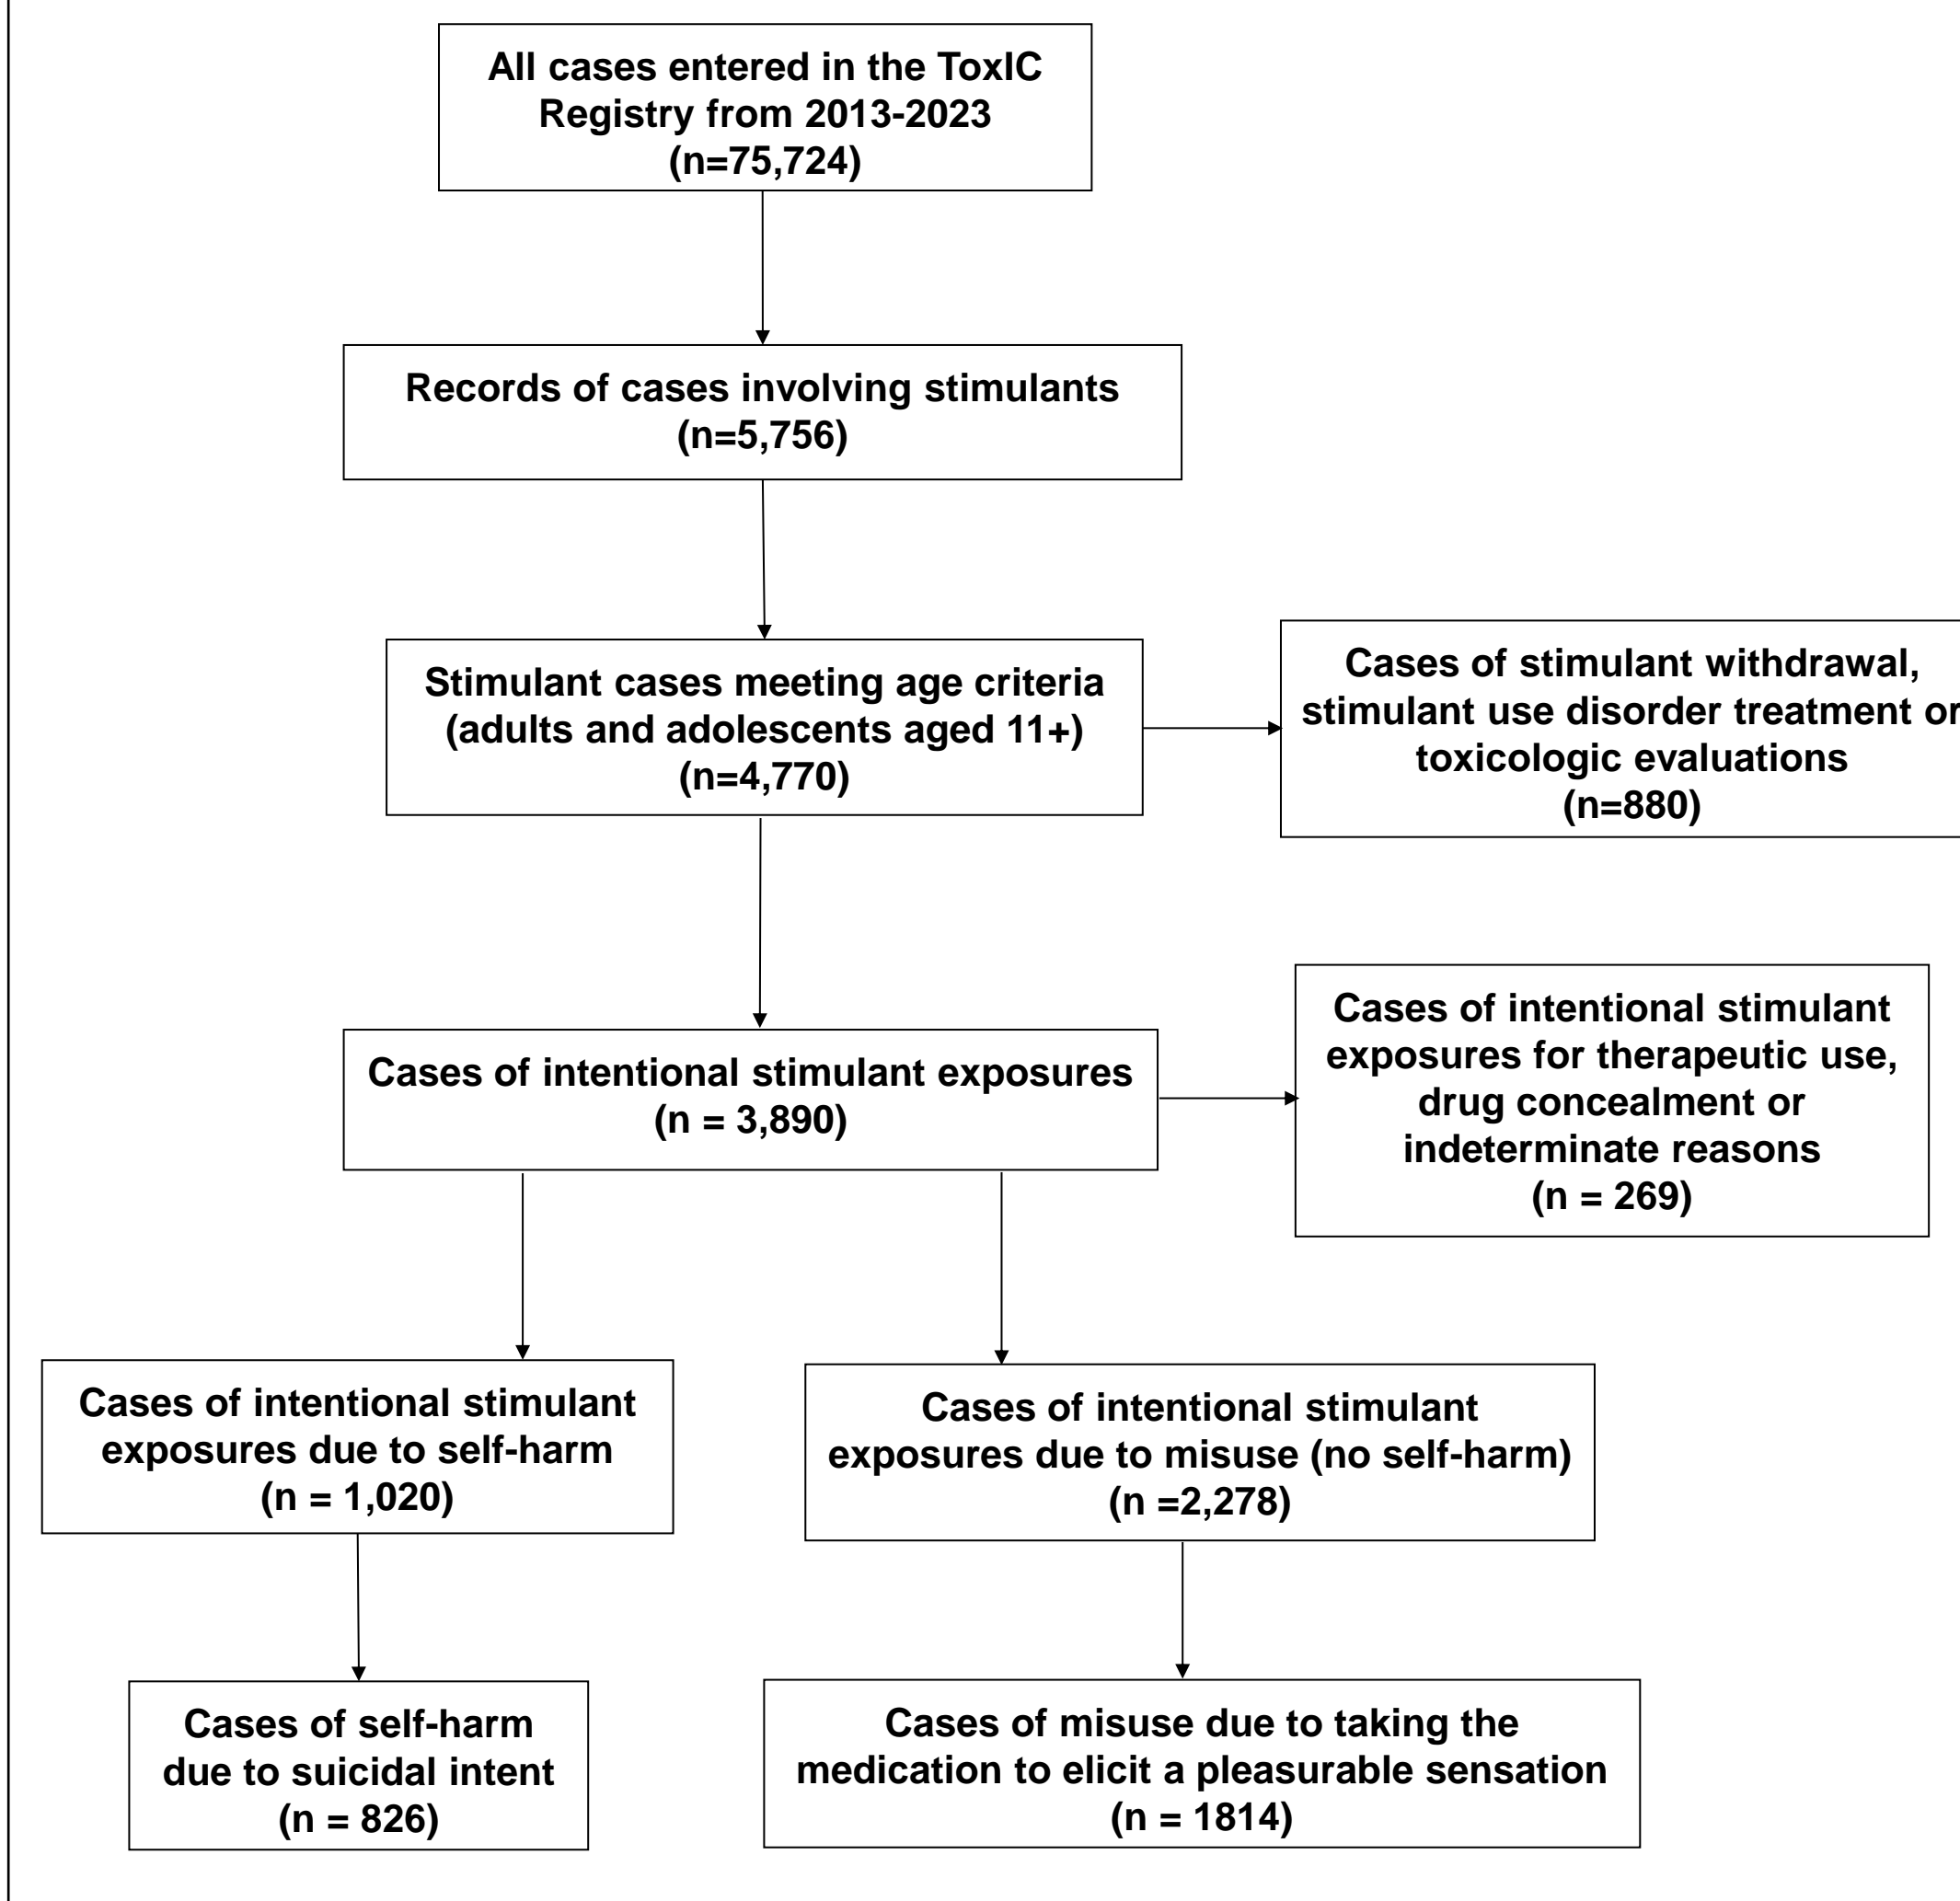 All cases entered in the ToxIC
Registry from 2013-2023
(n=75,724)
Records of cases involving stimulants
(n=5,756)
Stimulant cases meeting age criteria
(adults and adolescents aged 11+)
(n=4,770)
Cases of stimulant withdrawal,
stimulant use disorder treatment or
toxicologic evaluations
(n=880)
Cases of intentional stimulant exposures
(n = 3,890)
Cases of intentional stimulant
exposures for therapeutic use,
drug concealment or
indeterminate reasons
(n = 269)
Cases of intentional stimulant
exposures due to self-harm
(n = 1,020)
Cases of intentional stimulant
exposures due to misuse (no self-harm)
(n =2,278)
Cases of self-harm
due to suicidal intent
(n = 826)
Cases of misuse due to taking the
medication to elicit a pleasurable sensation
(n = 1814)